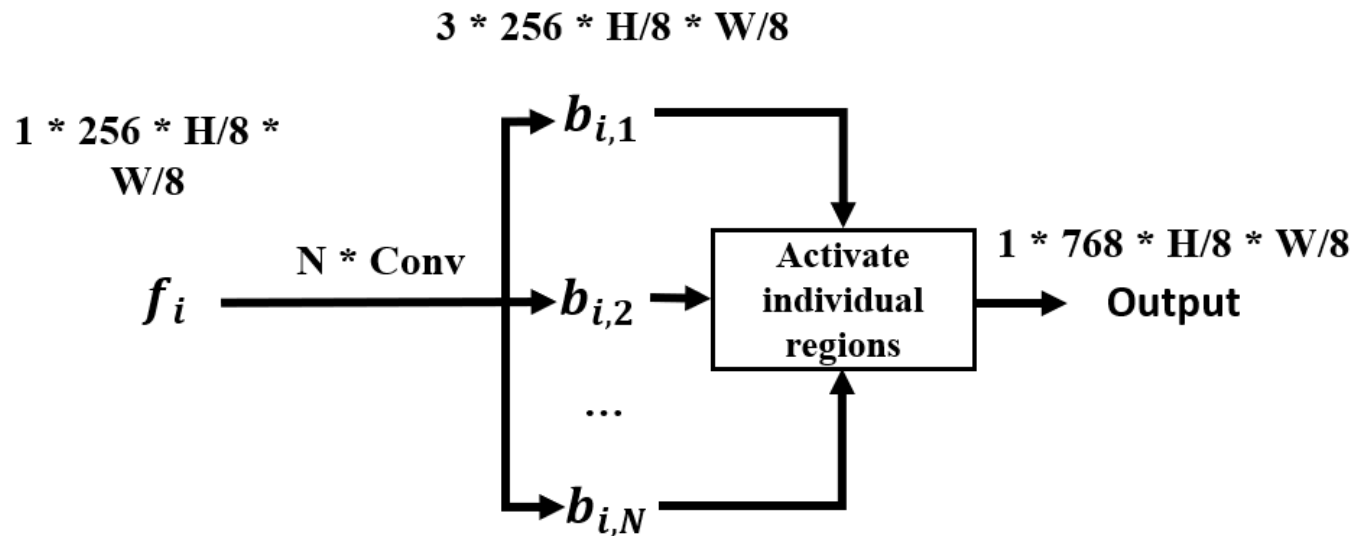 3 * 256 * H/8 * W/8
1 * 256 * H/8 *
W/8
f_i
N * Conv
b_{i,1}
b_{i,2}
...
b_{i,N}
Activate
individual
regions
1 * 768 * H/8 * W/8
Output